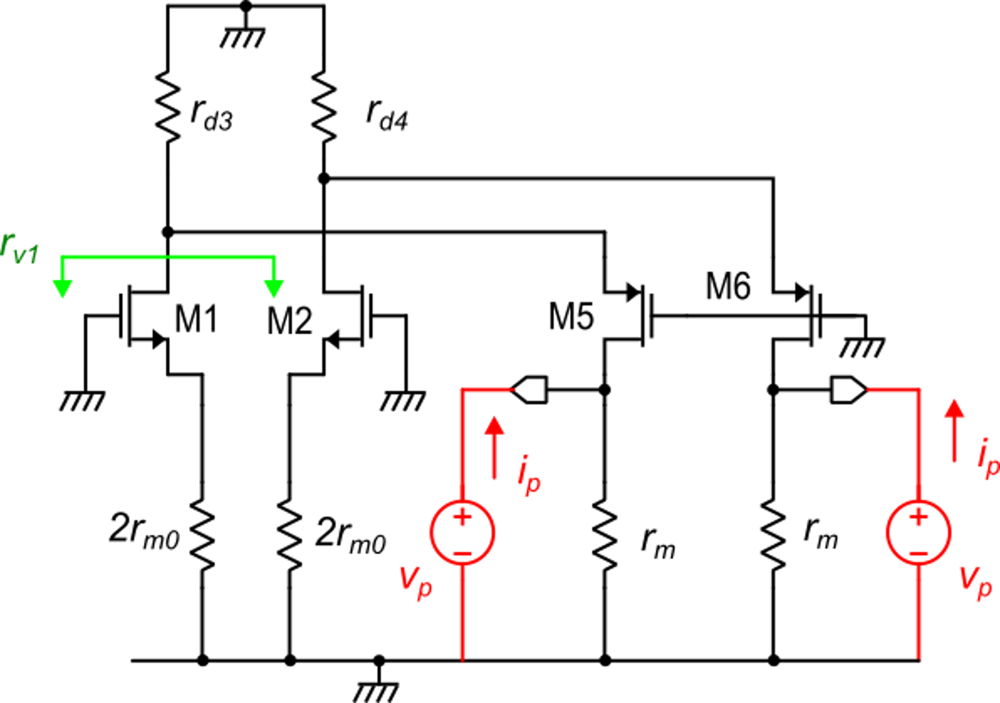 r_d3
r_d4
r_v1
M1
M2
M5
M6
i_p
i_p
2r_m0
2r_m0
+
−
r_m
r_m
+
−
v_p
v_p